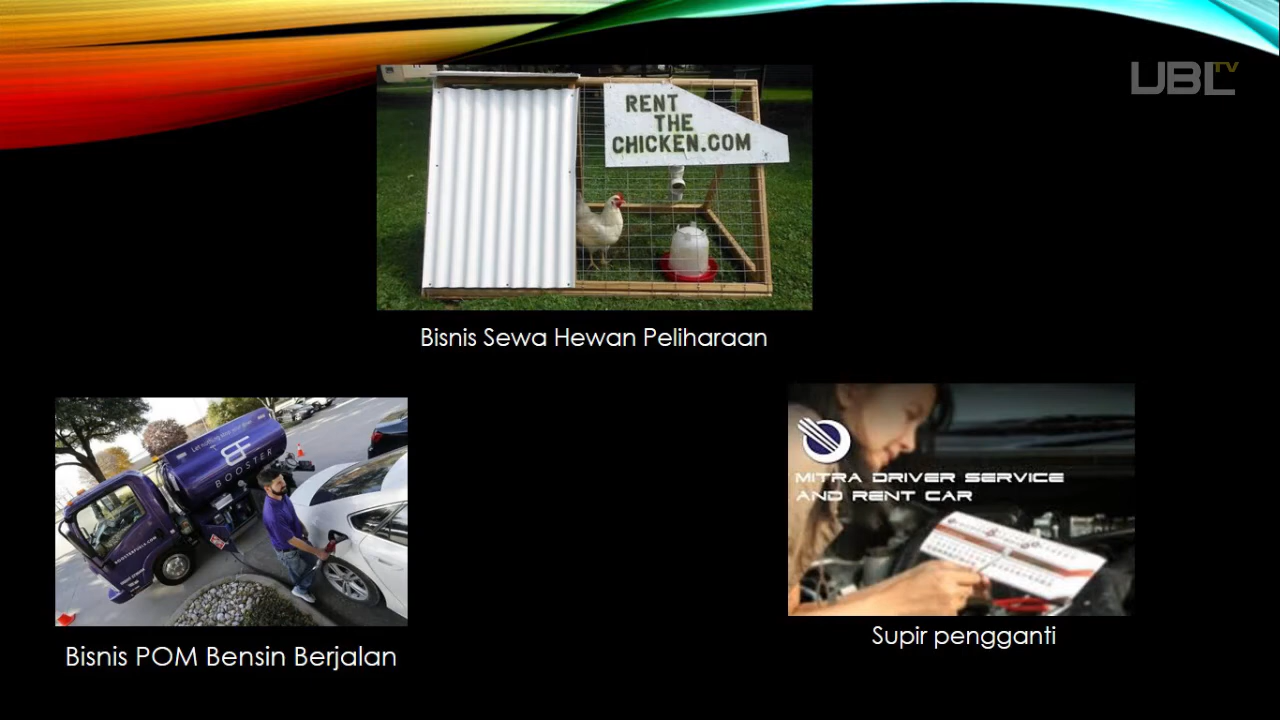 UBL TV
RENT
THE
CHICKEN.COM
Bisnis Sewa Hewan Peliharaan
BF
BOOSTER
MITRA DRIVER SERVICE
AND RENT CAR
Bisnis POM Bensin Berjalan
Supir pengganti